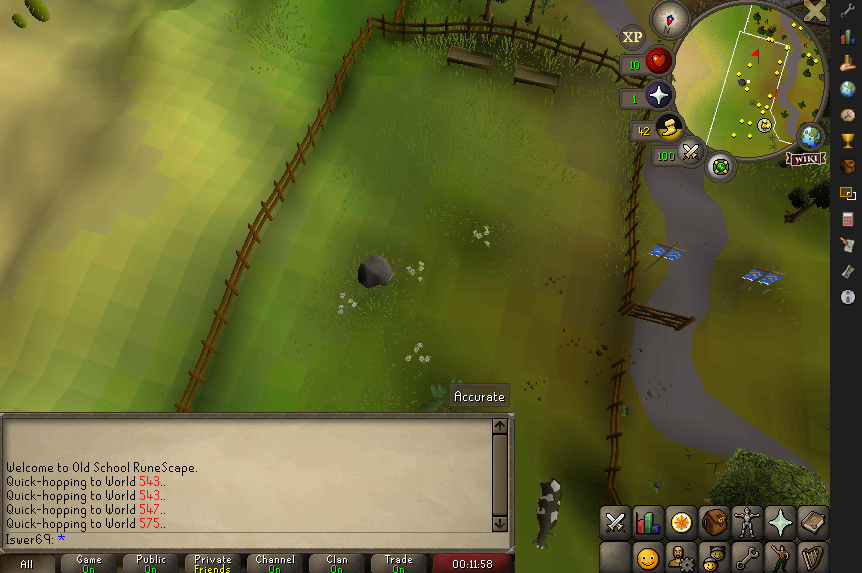 XP
10
1
42
100
WIKI
Accurate
Welcome to Old School RuneScape.
Quick-hopping to World 543..
Quick-hopping to World 543..
Quick-hopping to World 547..
Quick-hopping to World 575..
Iswer69: *
All
Game
On
Public
On
Private
Friends
Channel
On
Clan
On
Trade
On
00:11:58